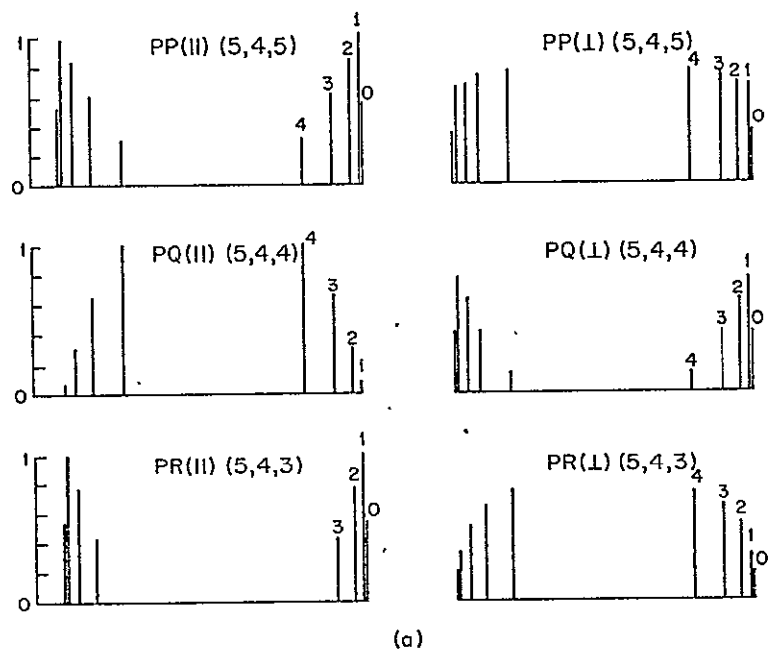 1
PP(II) (5,4,5)
4 3 2 1 0
0
PP(⊥) (5,4,5)
4 3 2 1 0
1
PQ(II) (5,4,4)
4 3 2 1
0
PQ(⊥) (5,4,4)
4 3 2 1 0
1
PR(II) (5,4,3)
3 2 1 0
0
PR(⊥) (5,4,3)
4 3 2 1 0
(a)